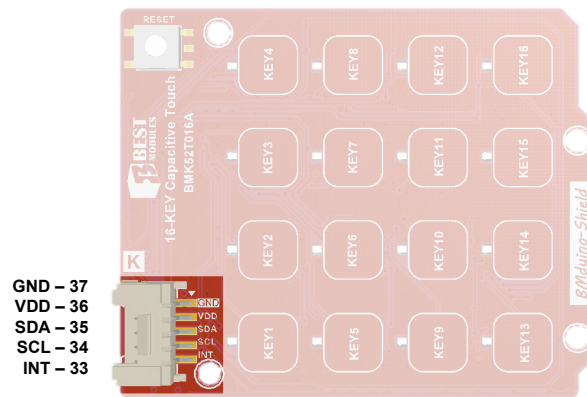 RESET
KEY4
KEY8
KEY12
KEY16
BEST
MODULES
16-KEY Capacitive Touch
BMK52T016A
KEY3
KEY7
KEY11
KEY15
KEY2
KEY6
KEY10
KEY14
BMduino-Shield
K
GND – 37
VDD – 36
SDA – 35
SCL – 34
INT – 33
GND
VDD
SDA
SCL
INT
KEY1
KEY5
KEY9
KEY13